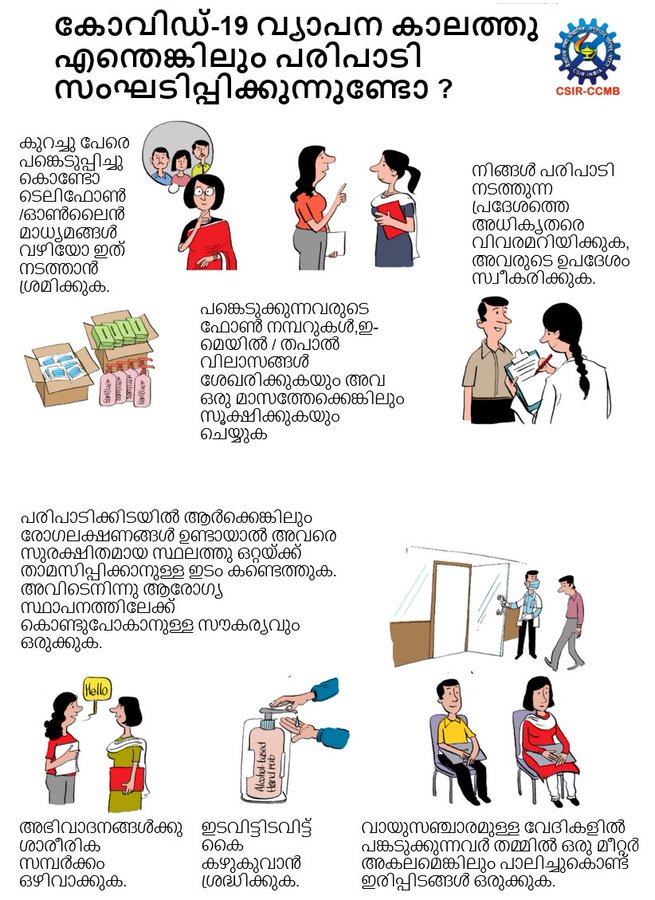 കോവിഡ്-19 വ്യാപന കാലത്തു
എന്തെങ്കിലും പരിപാടി
സംഘടിപ്പിക്കുന്നുണ്ടോ ?
CSIR-CCMB
കുറച്ചു പേരെ
പങ്കെടുപ്പിച്ചു
കൊണ്ടോ
ടെലിഫോൺ
/ഓൺലൈൻ
മാധ്യമങ്ങൾ
വഴിയോ ഇത്
നടത്താൻ
ശ്രമിക്കുക.
നിങ്ങൾ പരിപാടി
നടത്തുന്ന
പ്രദേശത്തെ
അധികൃതരെ
വിവരമറിയിക്കുക,
അവരുടെ ഉപദേശം
സ്വീകരിക്കുക.
പങ്കെടുക്കുന്നവരുടെ
ഫോൺ നമ്പറുകൾ,ഇ-
മെയിൽ / തപാൽ
വിലാസങ്ങൾ
ശേഖരിക്കുകയും അവ
ഒരു മാസത്തേക്കെങ്കിലും
സൂക്ഷിക്കുകയും
ചെയ്യുക
പരിപാടിക്കിടയിൽ ആർക്കെങ്കിലും
രോഗലക്ഷണങ്ങൾ ഉണ്ടായാൽ അവരെ
സുരക്ഷിതമായ സ്ഥലത്തു ഒറ്റയ്ക്ക്
താമസിപ്പിക്കാനുള്ള ഇടം കണ്ടെത്തുക.
അവിടെനിന്നു ആരോഗ്യ
സ്ഥാപനത്തിലേക്ക്
കൊണ്ടുപോകാനുള്ള സൗകര്യവും
ഒരുക്കുക.
Hello
Alcohol-based
Hand rub
അഭിവാദനങ്ങൾക്കു
ശാരീരിക
സമ്പർക്കം
ഒഴിവാക്കുക.
ഇടവിട്ടിടവിട്ട്
കൈ
കഴുകുവാൻ
ശ്രദ്ധിക്കുക.
വായുസഞ്ചാരമുള്ള വേദികളിൽ
പങ്കടുക്കുന്നവർ തമ്മിൽ ഒരു മീറ്റർ
അകലമെങ്കിലും പാലിച്ചുകൊണ്ട്
ഇരിപ്പിടങ്ങൾ ഒരുക്കുക.